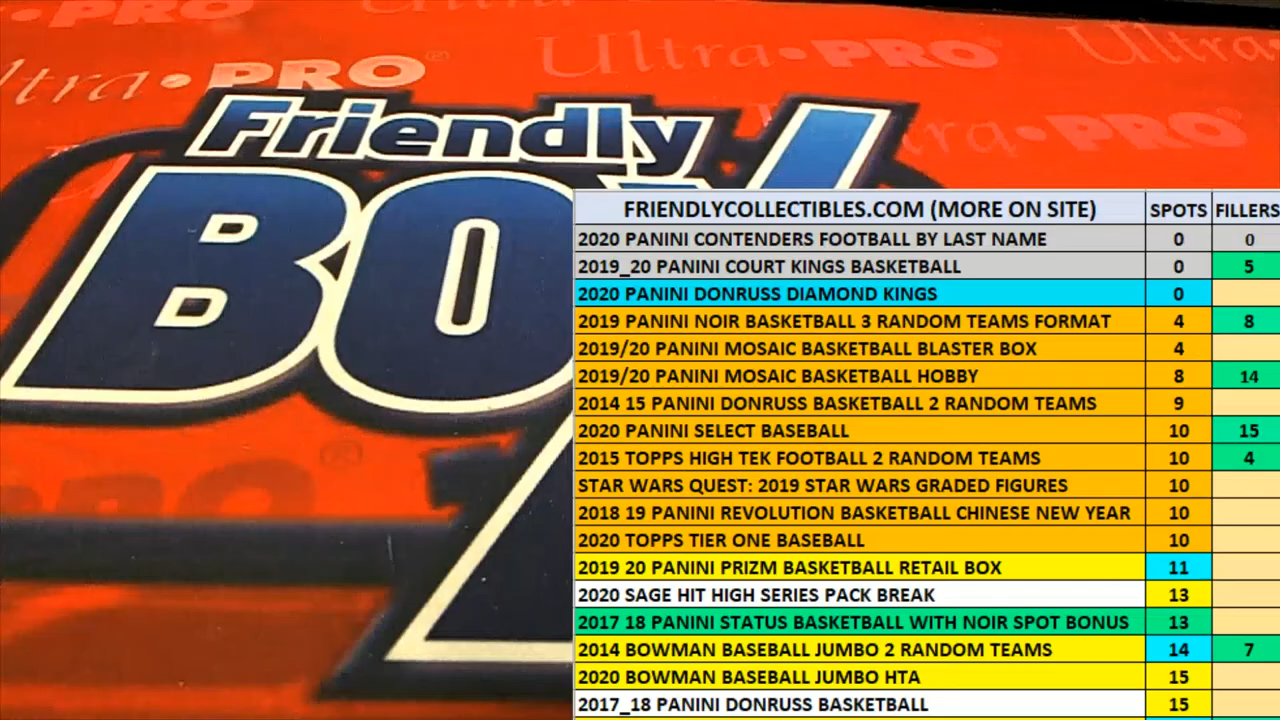 PRO
Ultra•PRO
Ultra
ltra•PRO®
Friendly
ra•PRO
BO
FRIENDLYCOLLECTIBLES.COM (MORE ON SITE) SPOTS FILLERS
2020 PANINI CONTENDERS FOOTBALL BY LAST NAME 0 0
2019_20 PANINI COURT KINGS BASKETBALL 0 5
2020 PANINI DONRUSS DIAMOND KINGS 0
2019 PANINI NOIR BASKETBALL 3 RANDOM TEAMS FORMAT 4 8
2019/20 PANINI MOSAIC BASKETBALL BLASTER BOX 4
2019/20 PANINI MOSAIC BASKETBALL HOBBY 8 14
2014 15 PANINI DONRUSS BASKETBALL 2 RANDOM TEAMS 9
2020 PANINI SELECT BASEBALL 10 15
2015 TOPPS HIGH TEK FOOTBALL 2 RANDOM TEAMS 10 4
STAR WARS QUEST: 2019 STAR WARS GRADED FIGURES 10
2018 19 PANINI REVOLUTION BASKETBALL CHINESE NEW YEAR 10
2020 TOPPS TIER ONE BASEBALL 10
2019 20 PANINI PRIZM BASKETBALL RETAIL BOX 11
2020 SAGE HIT HIGH SERIES PACK BREAK 13
2017 18 PANINI STATUS BASKETBALL WITH NOIR SPOT BONUS 13
2014 BOWMAN BASEBALL JUMBO 2 RANDOM TEAMS 14 7
2020 BOWMAN BASEBALL JUMBO HTA 15
2017_18 PANINI DONRUSS BASKETBALL 15